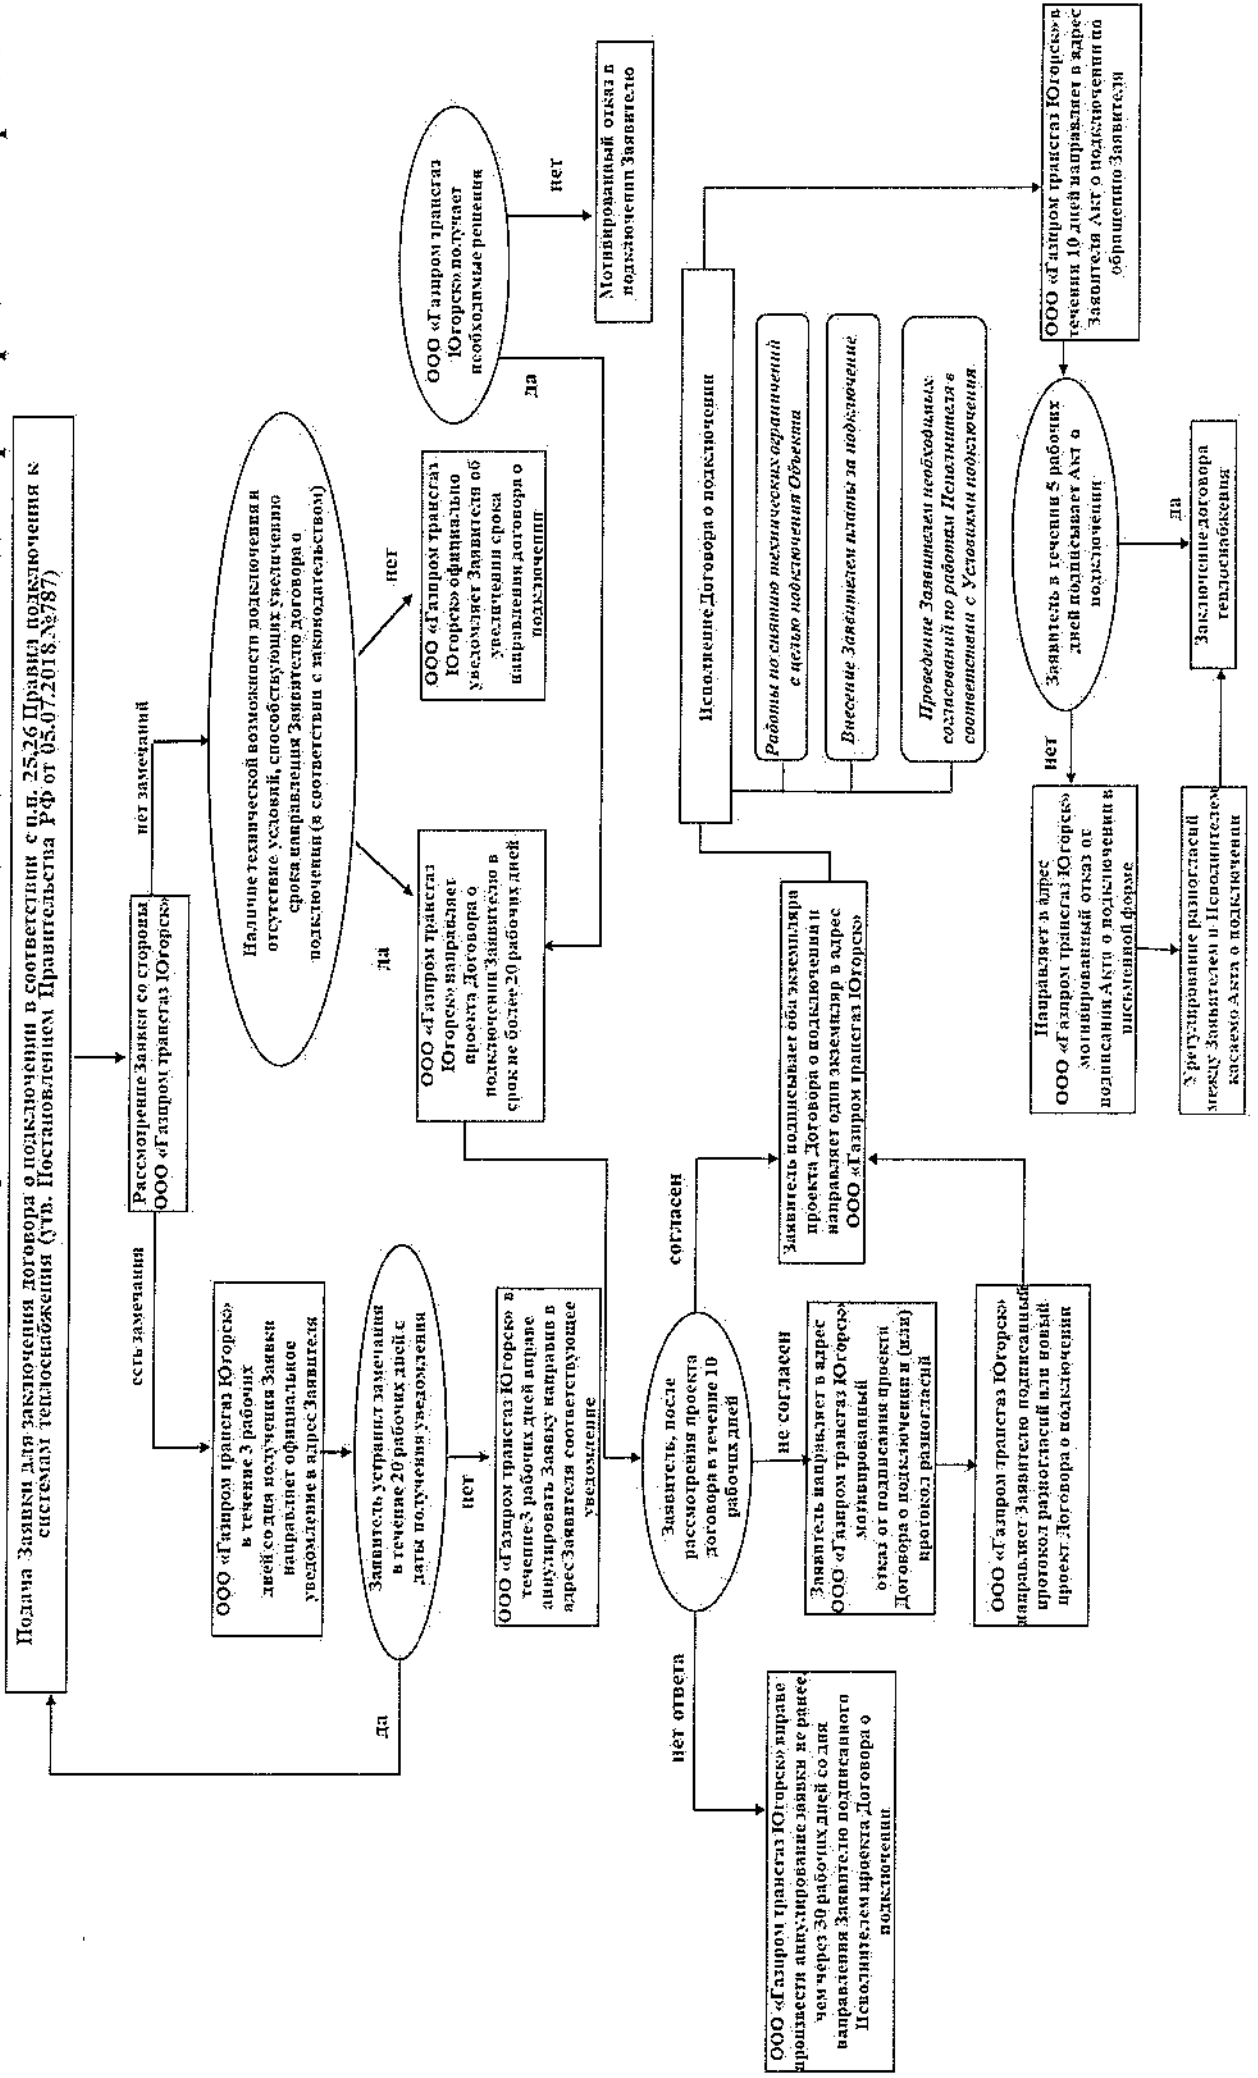 Подача Заявки для заключения договора о подключении в соответствии с п.п. 25,26 Правил подключения к
системам теплоснабжения (утв. Постановлением Правительства РФ от 05.07.2018 №787)
Рассмотрение Заявки со стороны
ООО «Газпром трансгаз Югорск»
есть замечания
нет замечаний
ООО «Газпром трансгаз Югорск»
в течение 3 рабочих
дней со дня получения Заявки
направляет официальное
уведомление в адрес Заявителя
Наличие технической возможности подключения и
отсутствие условий, способствующих увеличению
срока направления Заявителю договора о
подключений (в соответствии с законодательством)
Заявитель устранил замечания
в течение 20 рабочих дней с
даты получения уведомления
да
нет
да
нет
ООО «Газпром трансгаз
Югорск» направляет
проекта Договора о
подключении Заявителю в
срок не более 20 рабочих дней
ООО «Газпром трансгаз
Югорск» официально
уведомляет Заявителя об
увеличении срока
направления договора о
подключении
ООО «Газпром трансгаз
Югорск» получает
необходимые решения
да
нет
Мотивированный отказ в
подключении Заявителю
ООО «Газпром трансгаз Югорск» в
течение 3 рабочих дней вправе
аннулировать Заявку направив в
адрес Заявителя соответствующее
уведомление
Заявитель, после
рассмотрения проекта
договора в течение 10
рабочих дней
нет ответа
не согласен
согласен
ООО «Газпром трансгаз Югорск» вправе
произвести аннулирование заявки не ранее
чем через 30 рабочих дней со дня
направления Заявителю подписанного
Исполнителем проекта Договора о
подключении
Заявитель направляет в адрес
ООО «Газпром трансгаз Югорск»
мотивированный
отказ от подписания проекта
Договора о подключении и (или)
протокол разногласий
ООО «Газпром трансгаз Югорск»
направляет Заявителю подписанный
протокол разногласий или новый
проект Договора о подключении
Заявитель подписывает оба экземпляра
проекта Договора о подключении и
направляет один экземпляр в адрес
ООО «Газпром трансгаз Югорск»
Исполнение Договора о подключении
Работы по снятию технических ограничений
с целью подключения Объекта
Внесение Заявителем платы за подключение
Проведение Заявителем необходимых
согласований по работам Исполнителя в
соответствии с Условиями подключения
ООО «Газпром трансгаз Югорск» в
течении 10 дней направляет в адрес
Заявителя Акт о подключении по
обращению Заявителя
Заявитель в течении 5 рабочих
дней подписывает Акт о
подключении
нет
да
Направляет в адрес
ООО «Газпром трансгаз Югорск»
мотивированный отказ от
подписания Акта о подключении в
письменной форме
Урегулирование разногласий
между Заявителем и Исполнителем
касаемо Акта о подключении
Заключение договора
теплоснабжения